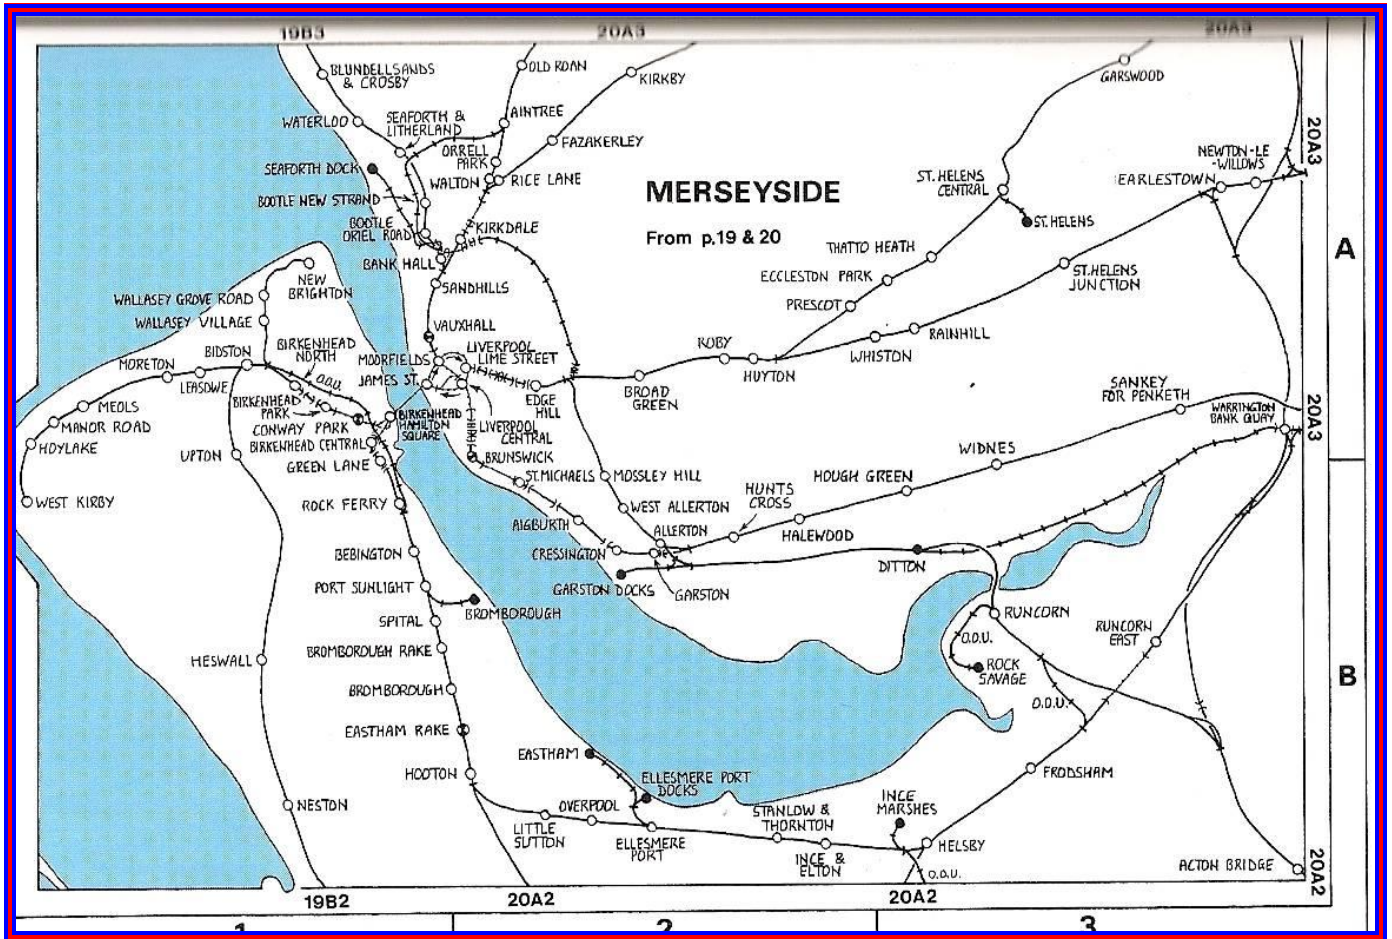 19B3
20A3
20A3
BLUNDELLSANDS
& CROSBY
OLD ROAN
KIRKBY
GARSWOOD
WATERLOO
SEAFORTH &
LITHERLAND
AINTREE
ORRELL
PARK
FAZAKERLEY
20A3
NEWTON-LE
-WILLOWS
SEAFORTH DOCK
WALTON
RICE LANE
MERSEYSIDE
ST. HELENS
CENTRAL
EARLESTOWN
BOOTLE NEW STRAND
BOOTLE
ORIEL ROAD
KIRKDALE
From p.19 & 20
ST.HELENS
A
BANK HALL
THATTO HEATH
NEW
BRIGHTON
SANDHILLS
ECCLESTON PARK
ST.HELENS
JUNCTION
WALLASEY GROVE ROAD
PRESCOT
WALLASEY VILLAGE
VAUXHALL
ROBY
RAINHILL
BIDSTON
BIRKENHEAD
NORTH
LIVERPOOL
LIME STREET
WHISTON
MORETON
MOORFIELDS
HUYTON
LEASOWE
O.O.U.
JAMES ST.
EDGE
HILL
BROAD
GREEN
SANKEY
FOR PENKETH
MEOLS
BIRKENHEAD
PARK
BIRKENHEAD
HAMILTON
SQUARE
WARRINGTON
BANK QUAY
20A3
MANOR ROAD
CONWAY PARK
LIVERPOOL
CENTRAL
HOYLAKE
BIRKENHEAD CENTRAL
BRUNSWICK
WIDNES
UPTON
GREEN LANE
ST.MICHAELS
MOSSLEY HILL
HOUGH GREEN
WEST KIRBY
ROCK FERRY
WEST ALLERTON
HUNTS
CROSS
AIGBURTH
ALLERTON
HALEWOOD
BEBINGTON
CRESSINGTON
DITTON
PORT SUNLIGHT
GARSTON DOCKS
GARSTON
BROMBOROUGH
RUNCORN
SPITAL
O.O.U.
RUNCORN
EAST
HESWALL
BROMBOROUGH RAKE
ROCK
SAVAGE
B
BROMBOROUGH
O.O.U.
EASTHAM RAKE
EASTHAM
HOOTON
ELLESMERE PORT
DOCKS
FRODSHAM
NESTON
OVERPOOL
STANLOW &
THORNTON
INCE
MARSHES
LITTLE
SUTTON
ELLESMERE
PORT
INCE &
ELTON
HELSBY
ACTON BRIDGE
O.O.U.
20A2
19B2
20A2
20A2
1
2
3